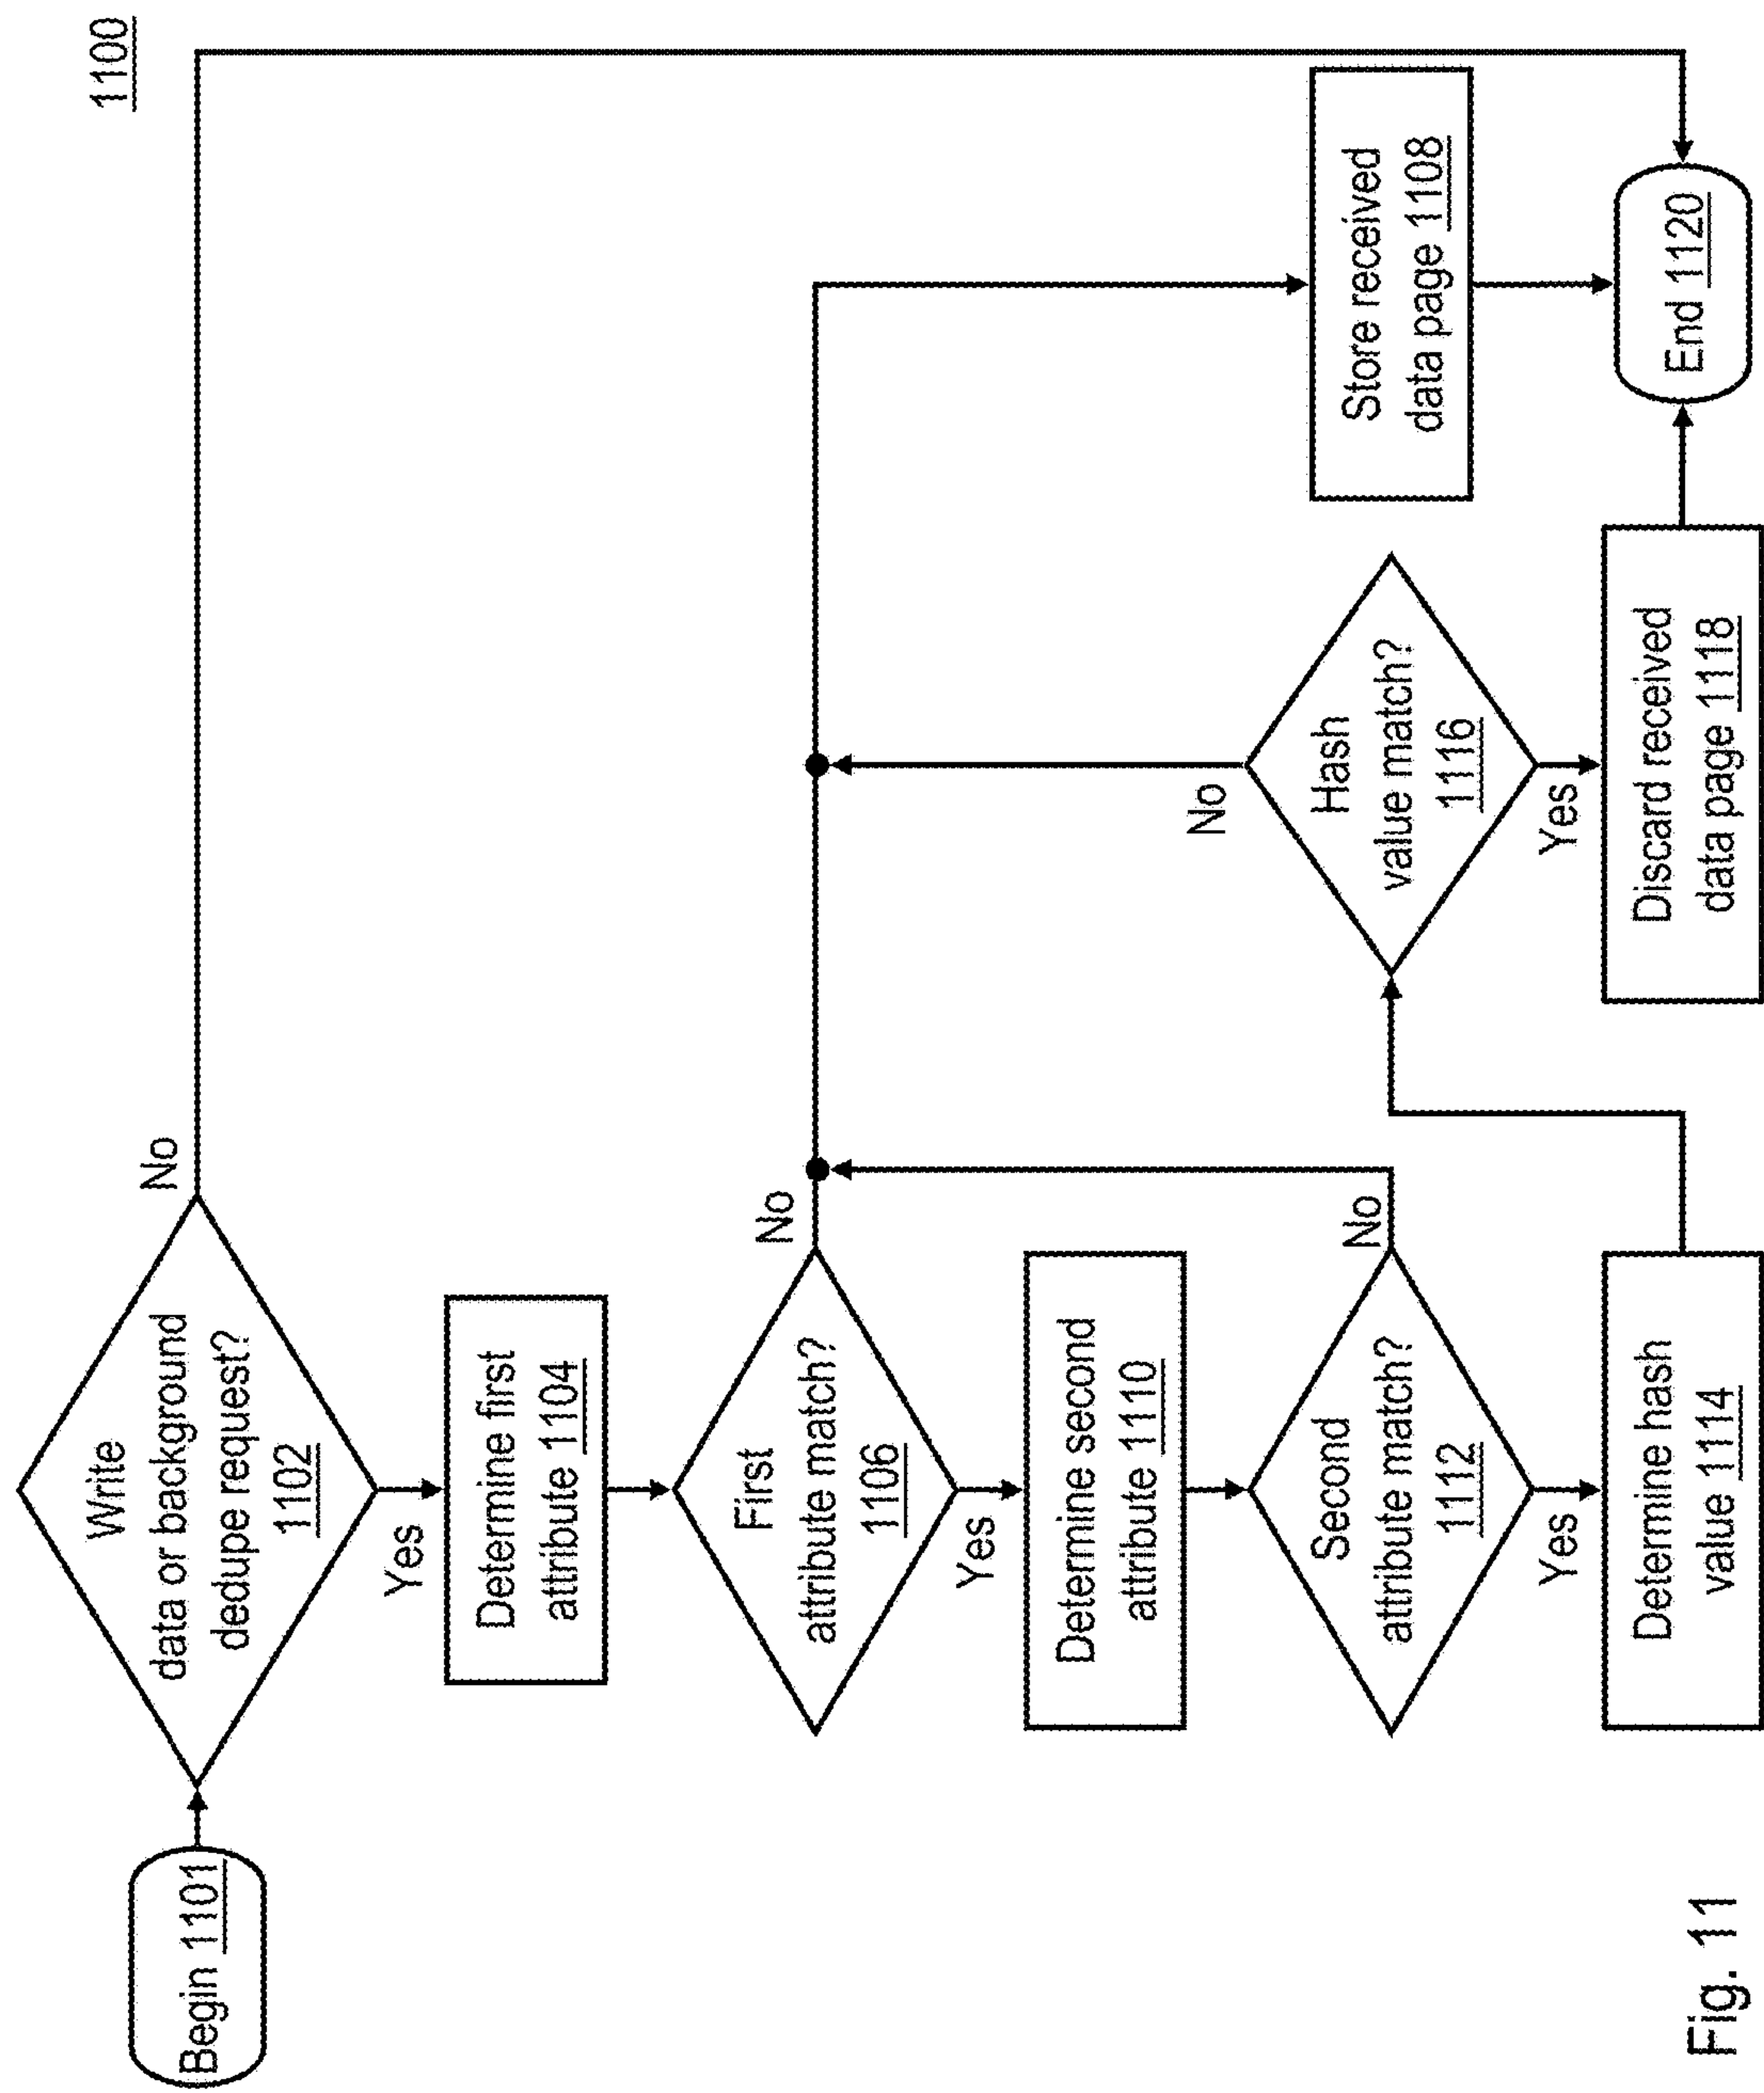 1100
Begin 1101
Write
data or background
dedupe request?
1102
No
Yes
Determine first
attribute 1104
First
attribute match?
1106
No
Yes
Determine second
attribute 1110
Second
attribute match?
1112
No
Yes
Determine hash
value 1114
Hash
value match?
1116
No
Yes
Discard received
data page 1118
Store received
data page 1108
End 1120
Fig. 11